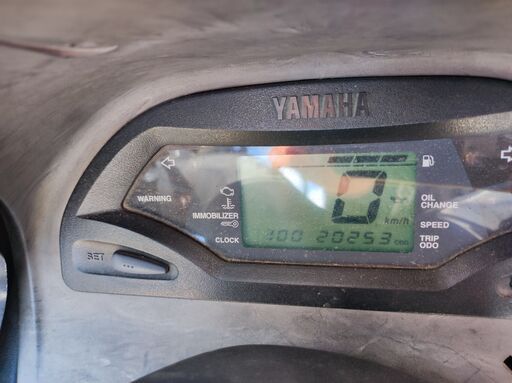 YAMAHA
WARNING
IMMOBILIZER
CLOCK
0
km/h
OIL
CHANGE
SPEED
TRIP
ODO
20253
SET